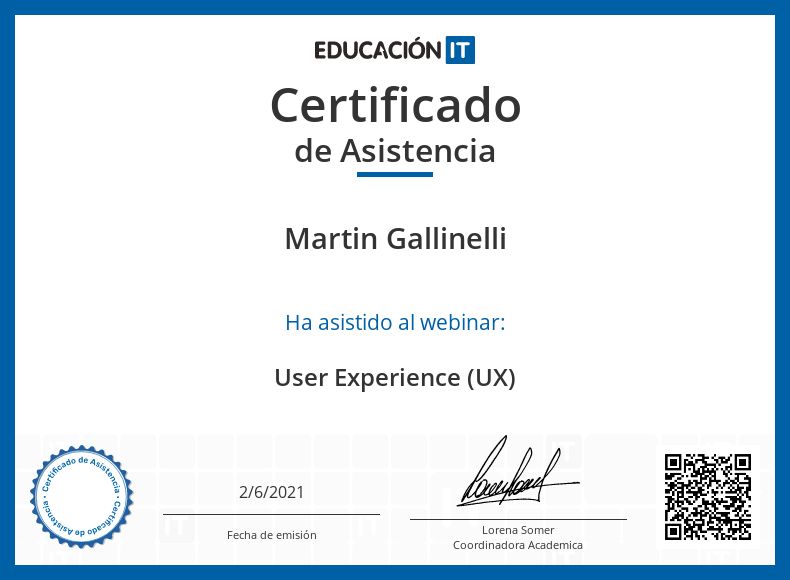 EDUCACIÓN IT
Certificado
de Asistencia
Martin Gallinelli
Ha asistido al webinar:
User Experience (UX)
Certificado de Asistencia • Certificado de Asistencia •
2/6/2021
Fecha de emisión
Lorena Somer
Coordinadora Academica